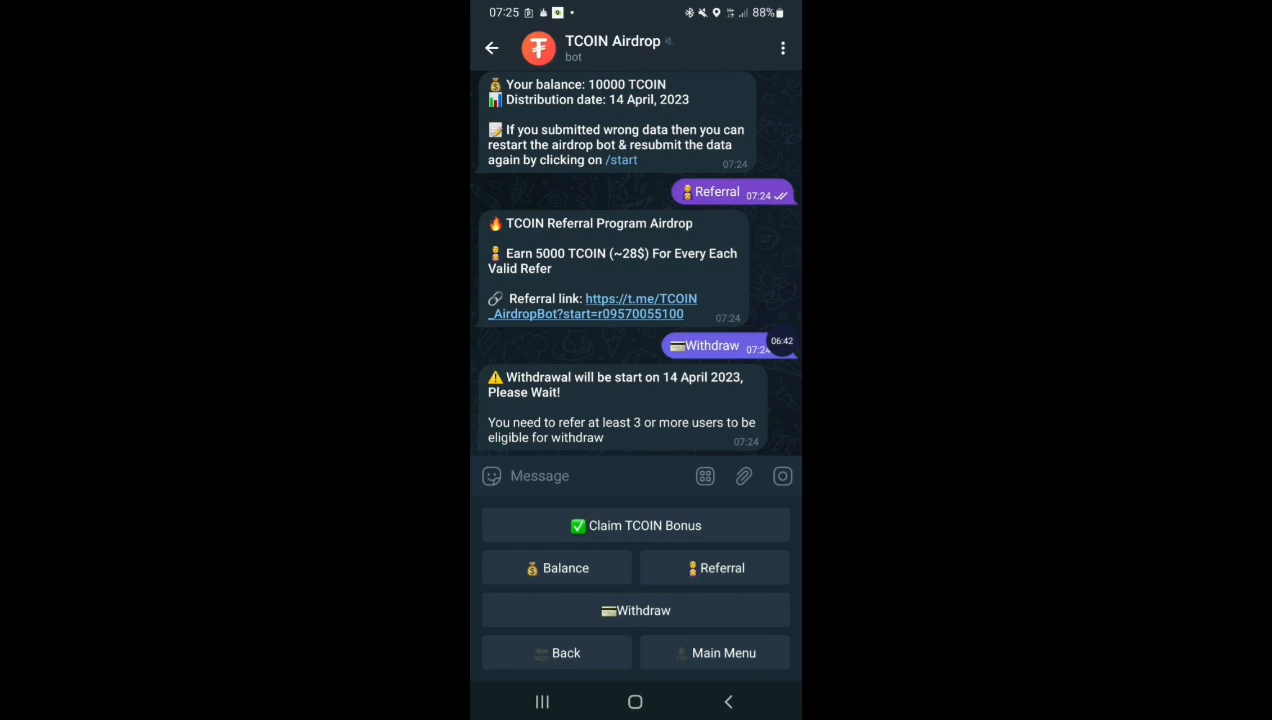 07:25
88%
TCOIN Airdrop
bot
Your balance: 10000 TCOIN
Distribution date: 14 April, 2023
If you submitted wrong data then you can
restart the airdrop bot & resubmit the data
again by clicking on /start
07:24
Referral 07:24
TCOIN Referral Program Airdrop
Earn 5000 TCOIN (~28$) For Every Each
Valid Refer
Referral link: https://t.me/TCOIN
_AirdropBot?start=r09570055100
07:24
Withdraw 07:24
06:42
Withdrawal will be start on 14 April 2023,
Please Wait!
You need to refer at least 3 or more users to be
eligible for withdraw
07:24
Message
Claim TCOIN Bonus
Balance
Referral
Withdraw
Back
Main Menu